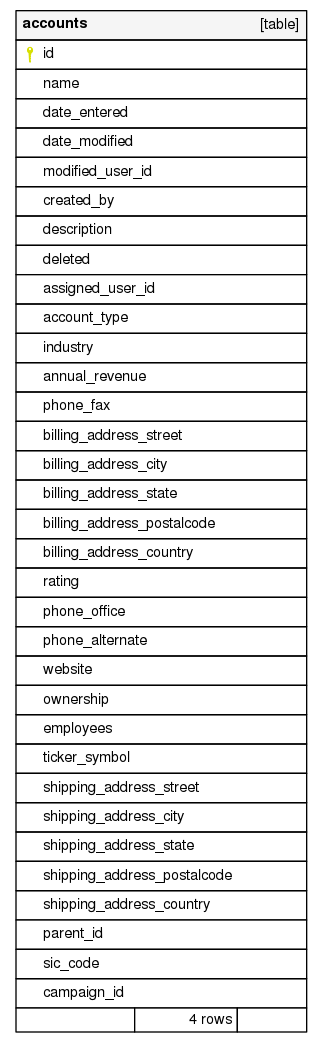 accounts [table]
id
name
date_entered
date_modified
modified_user_id
created_by
description
deleted
assigned_user_id
account_type
industry
annual_revenue
phone_fax
billing_address_street
billing_address_city
billing_address_state
billing_address_postalcode
billing_address_country
rating
phone_office
phone_alternate
website
ownership
employees
ticker_symbol
shipping_address_street
shipping_address_city
shipping_address_state
shipping_address_postalcode
shipping_address_country
parent_id
sic_code
campaign_id
4 rows